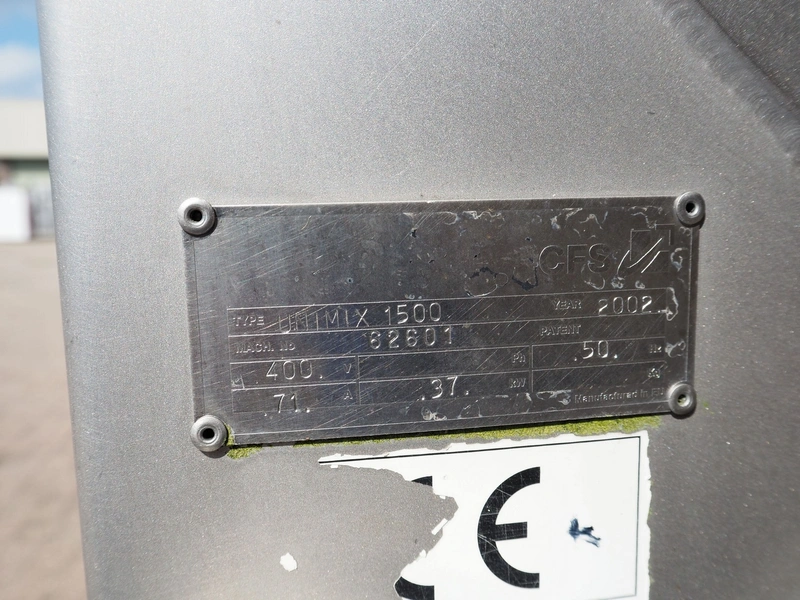 CFS
TYPE UNIMIX 1500 YEAR 2002.
MACH. No 62601 PATENT
.400. V Ph .50. Hz
.71. A .37. kW
Manufactured in
CE